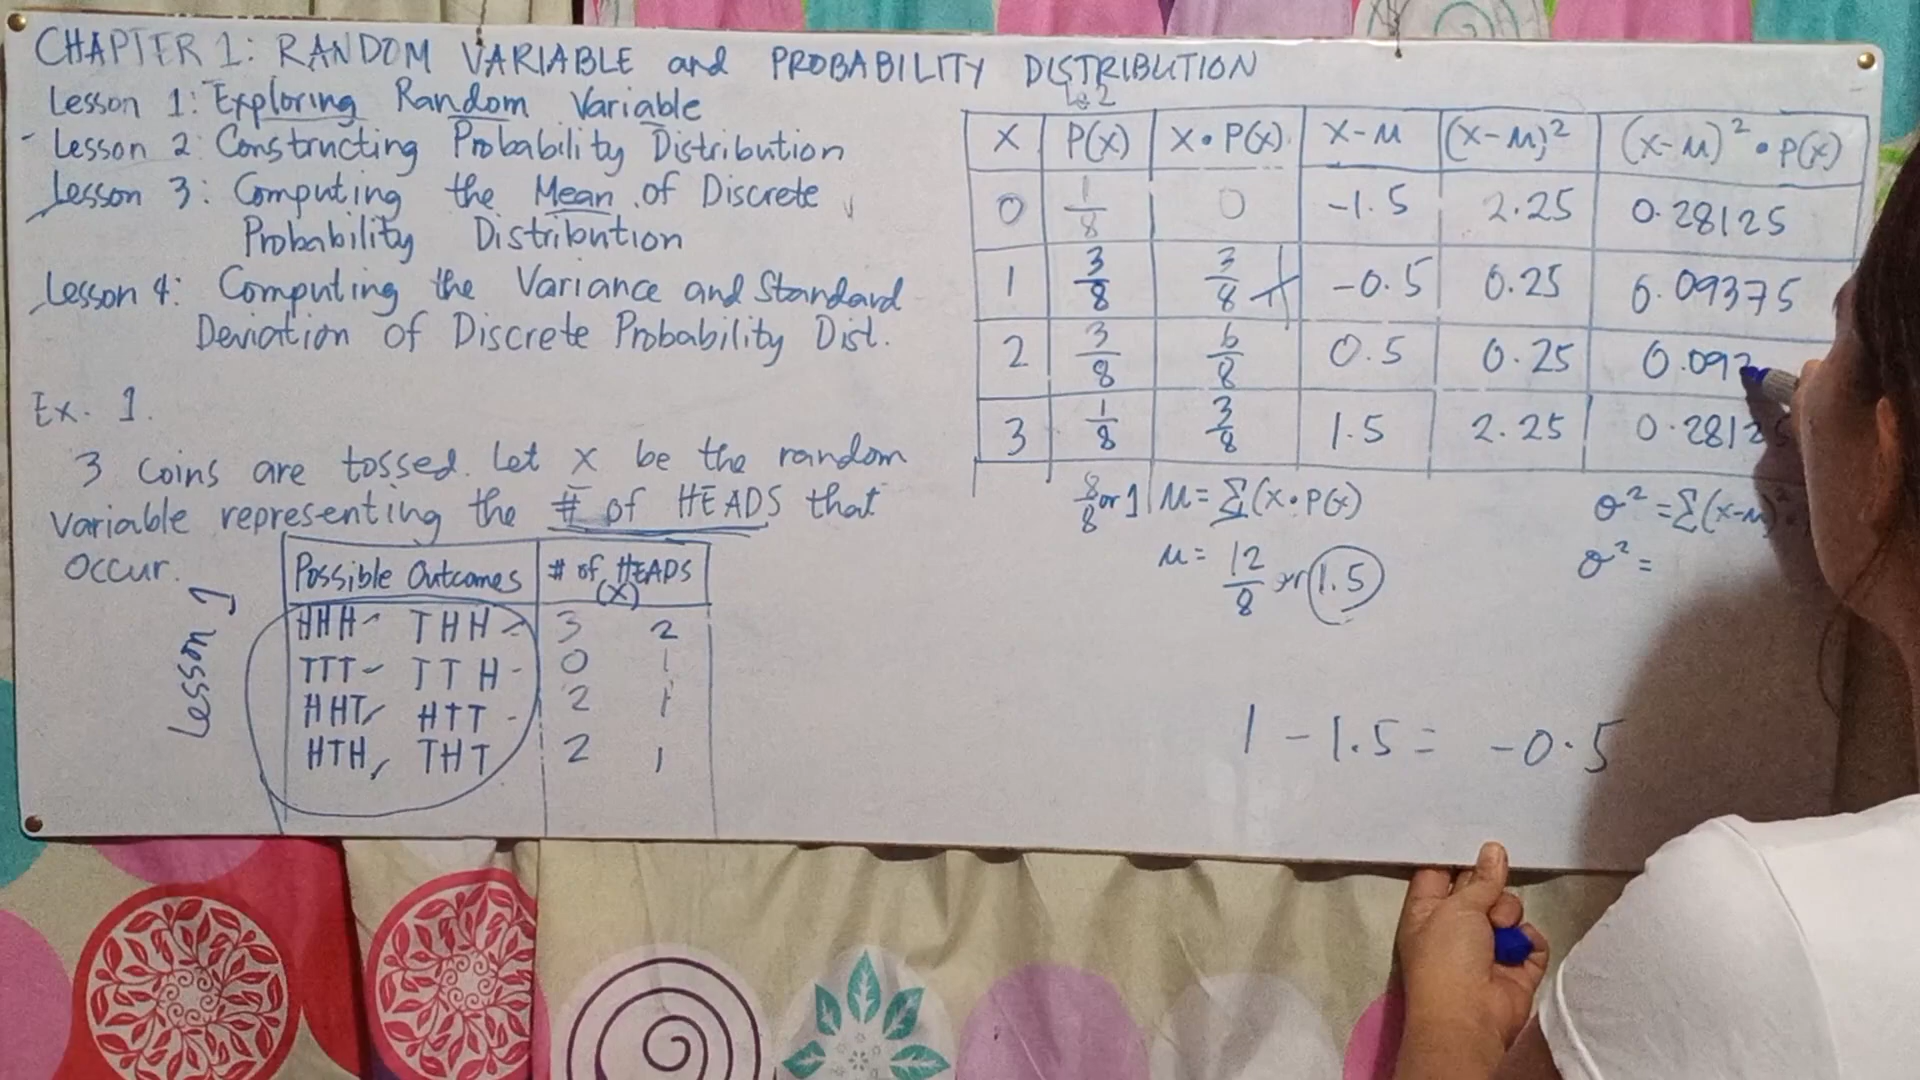 CHAPTER 1: RANDOM VARIABLE and PROBABILITY DISTRIBUTION
Lesson 1: Exploring Random Variable
Lesson 2: Constructing Probability Distribution
Lesson 3: Computing the Mean of Discrete
Probability Distribution
Lesson 4: Computing the Variance and Standard
Deviation of Discrete Probability Dist.
Ex. 1.
3 coins are tossed. Let X be the random
variable representing the # of HEADS that
occur.
Lesson 1
Possible Outcomes # of HEADS (X)
HHH THH 3 2
TTT TTH 0 1
HHT HTT 2 1
HTH THT 2 1
X P(x) X•P(x) X-μ (X-μ)² (X-μ)²•P(x)
0 1/8 0 -1.5 2.25 0.28125
1 3/8 3/8 -0.5 0.25 0.09375
2 3/8 6/8 0.5 0.25 0.093
3 1/8 3/8 1.5 2.25 0.2812
8/8 or 1 μ = Σ(X•P(x) σ² = Σ(X-μ)²
μ = 12/8 or 1.5 σ² =
1 - 1.5 = -0.5